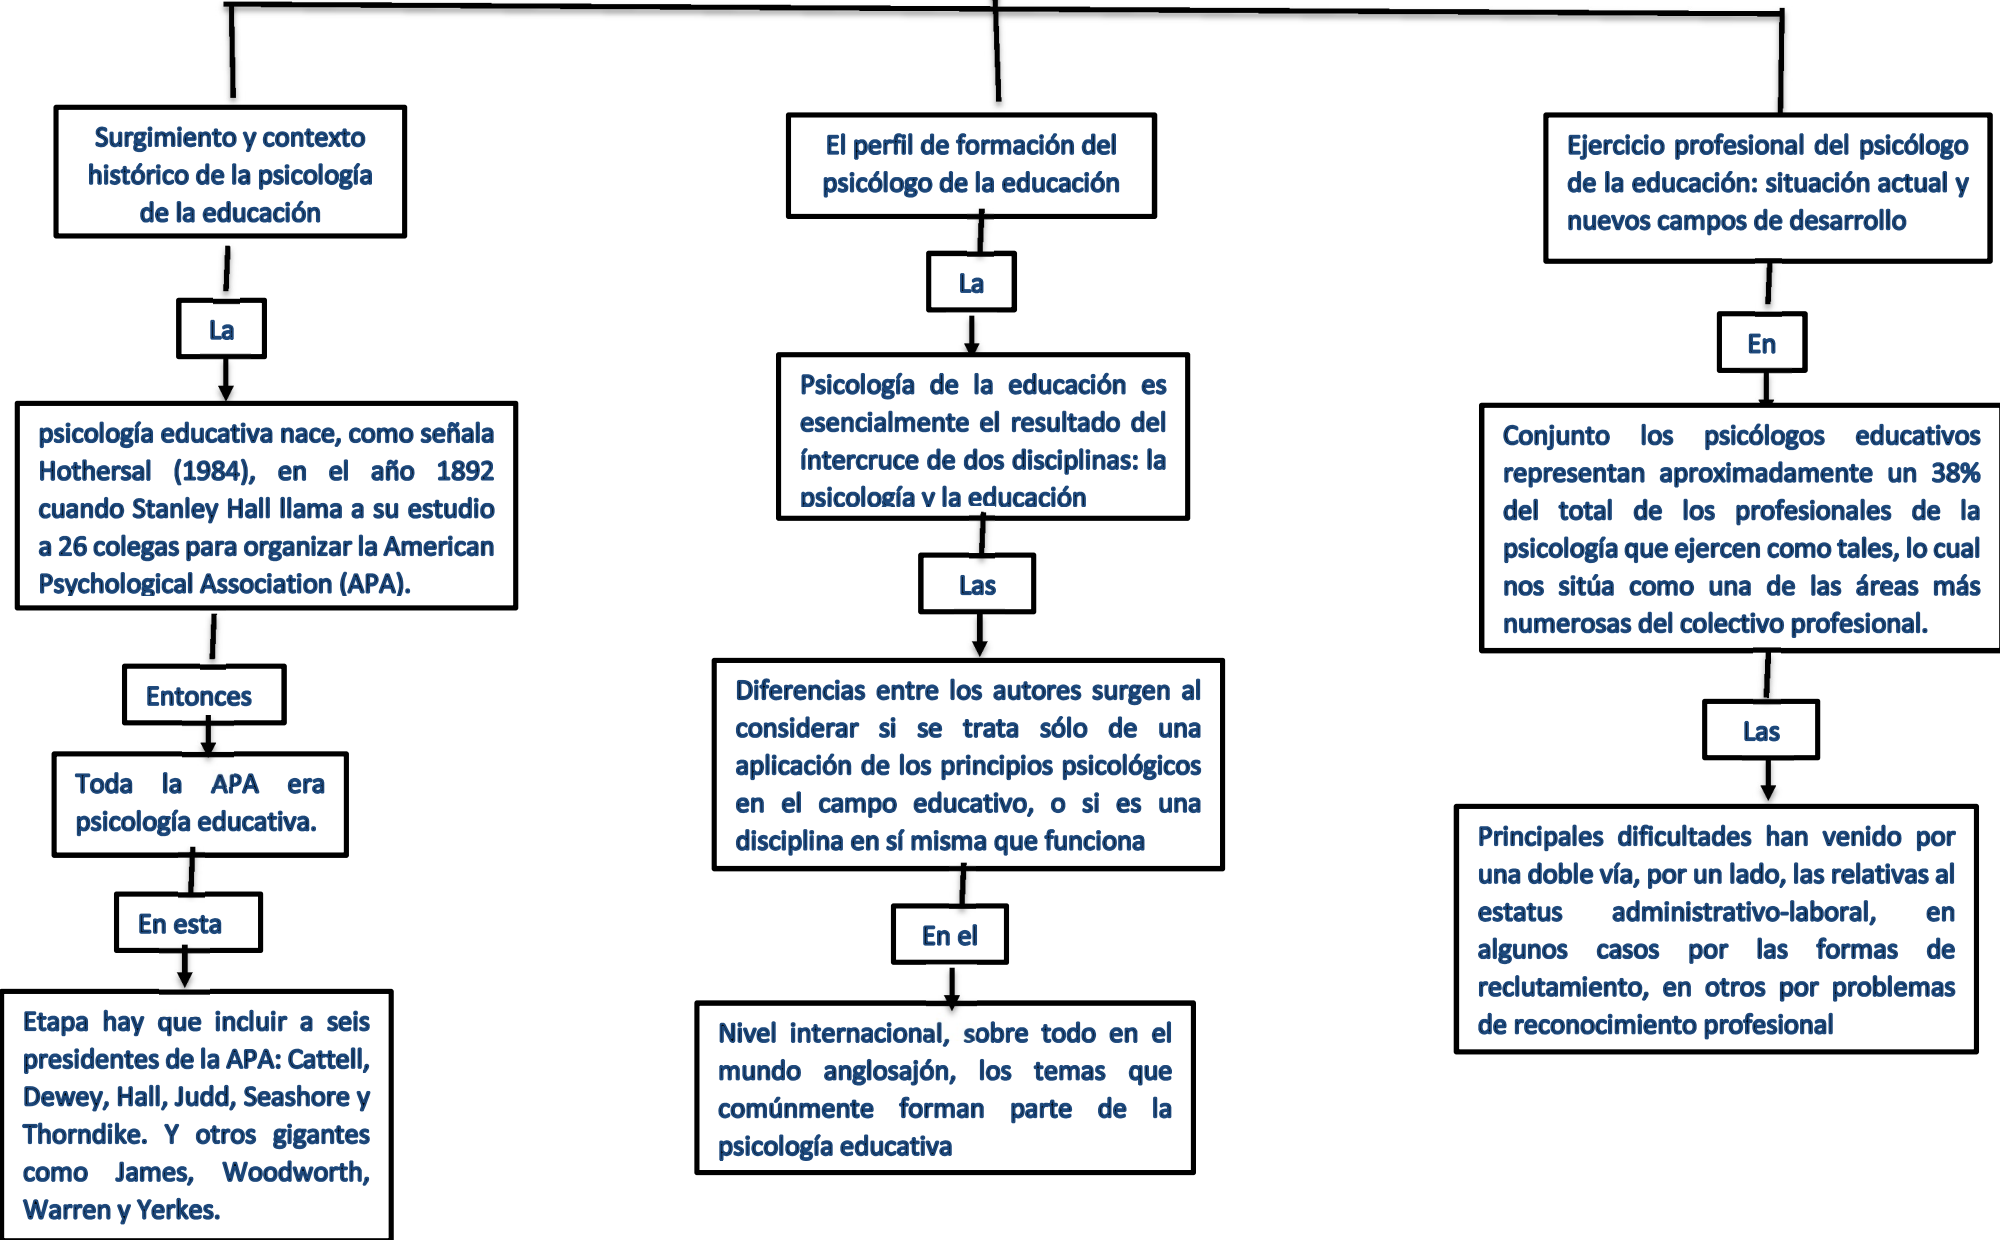 Surgimiento y contexto
histórico de la psicología
de la educación
La
psicología educativa nace, como señala
Hothersal (1984), en el año 1892
cuando Stanley Hall llama a su estudio
a 26 colegas para organizar la American
Psychological Association (APA).
Entonces
Toda la APA era
psicología educativa.
En esta
Etapa hay que incluir a seis
presidentes de la APA: Cattell,
Dewey, Hall, Judd, Seashore y
Thorndike. Y otros gigantes
como James, Woodworth,
Warren y Yerkes.
El perfil de formación del
psicólogo de la educación
La
Psicología de la educación es
esencialmente el resultado del
íntercruce de dos disciplinas: la
psicología y la educación
Las
Diferencias entre los autores surgen al
considerar si se trata sólo de una
aplicación de los principios psicológicos
en el campo educativo, o si es una
disciplina en sí misma que funciona
En el
Nivel internacional, sobre todo en el
mundo anglosajón, los temas que
comúnmente forman parte de la
psicología educativa
Ejercicio profesional del psicólogo
de la educación: situación actual y
nuevos campos de desarrollo
En
Conjunto los psicólogos educativos
representan aproximadamente un 38%
del total de los profesionales de la
psicología que ejercen como tales, lo cual
nos sitúa como una de las áreas más
numerosas del colectivo profesional.
Las
Principales dificultades han venido por
una doble vía, por un lado, las relativas al
estatus administrativo-laboral, en
algunos casos por las formas de
reclutamiento, en otros por problemas
de reconocimiento profesional